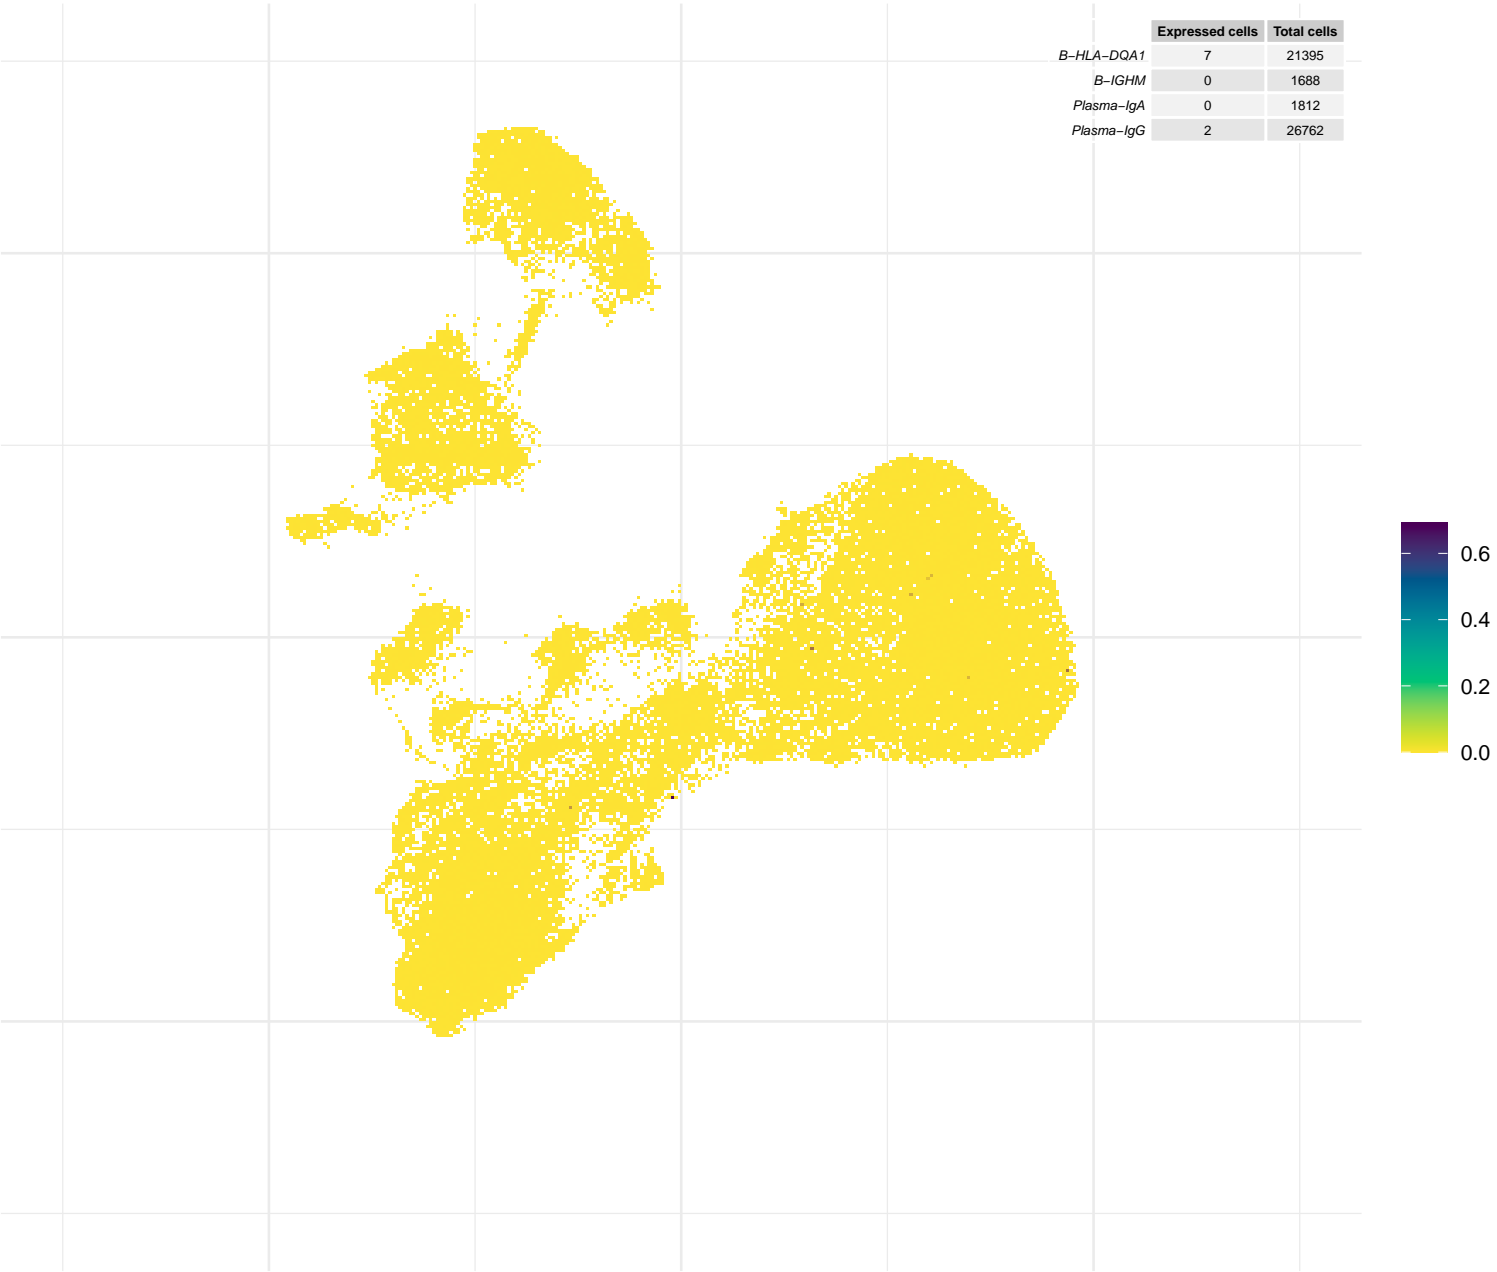 Expressed cells Total cells
B−HLA−DQA1 7 21395
B−IGHM 0 1688
Plasma−IgA 0 1812
Plasma−IgG 2 26762
0.6
0.4
0.2
0.0